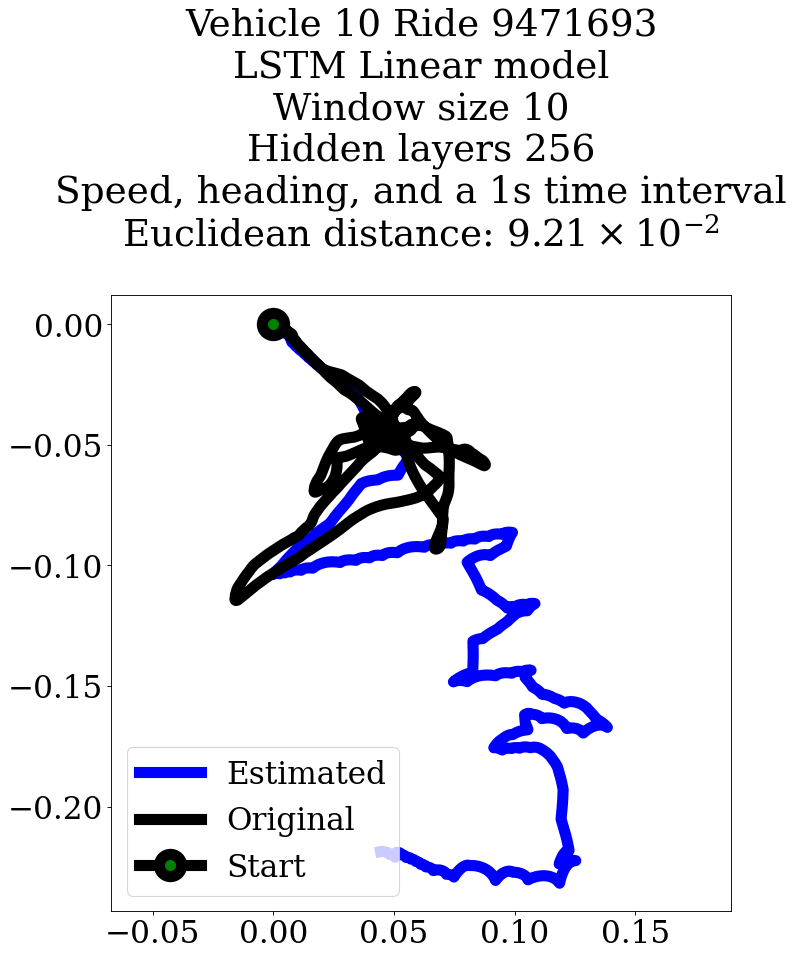 Vehicle 10 Ride 9471693
LSTM Linear model
Window size 10
Hidden layers 256
Speed, heading, and a 1s time interval
Euclidean distance: 9.21 × 10⁻²
0.00
−0.05
−0.10
−0.15
−0.20
Estimated
Original
Start
−0.05 0.00 0.05 0.10 0.15